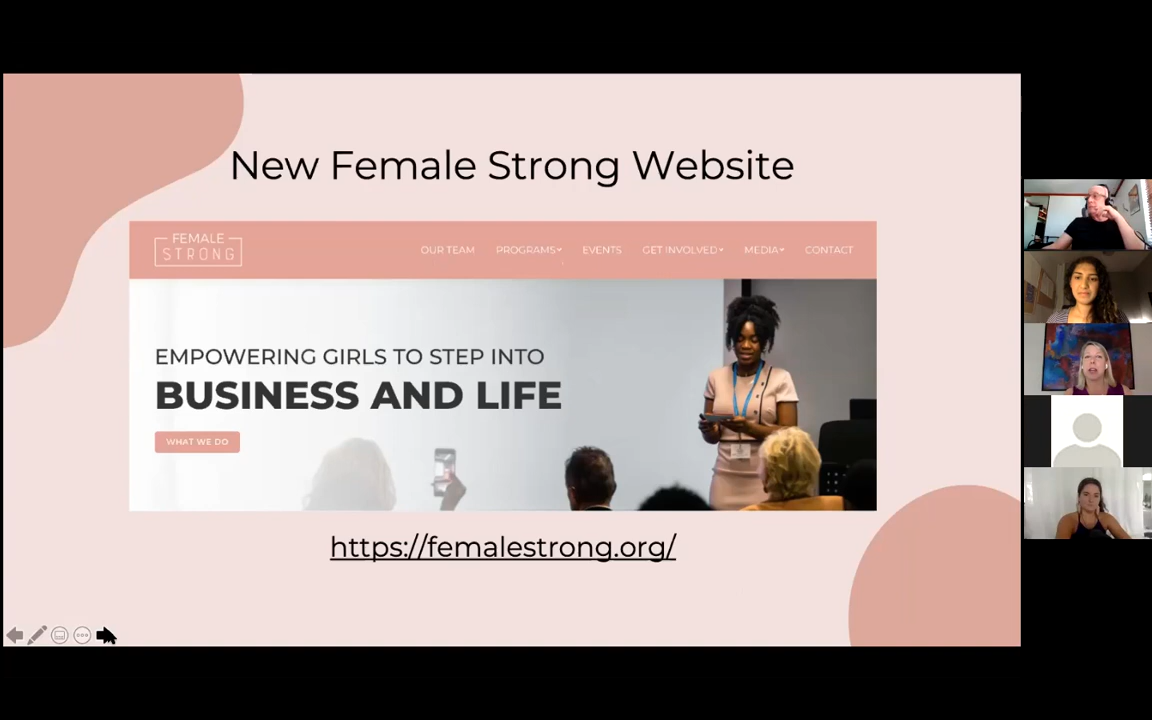 New Female Strong Website
FEMALE
STRONG
OUR TEAM PROGRAMS EVENTS GET INVOLVED MEDIA CONTACT
EMPOWERING GIRLS TO STEP INTO
BUSINESS AND LIFE
WHAT WE DO
https://femalestrong.org/